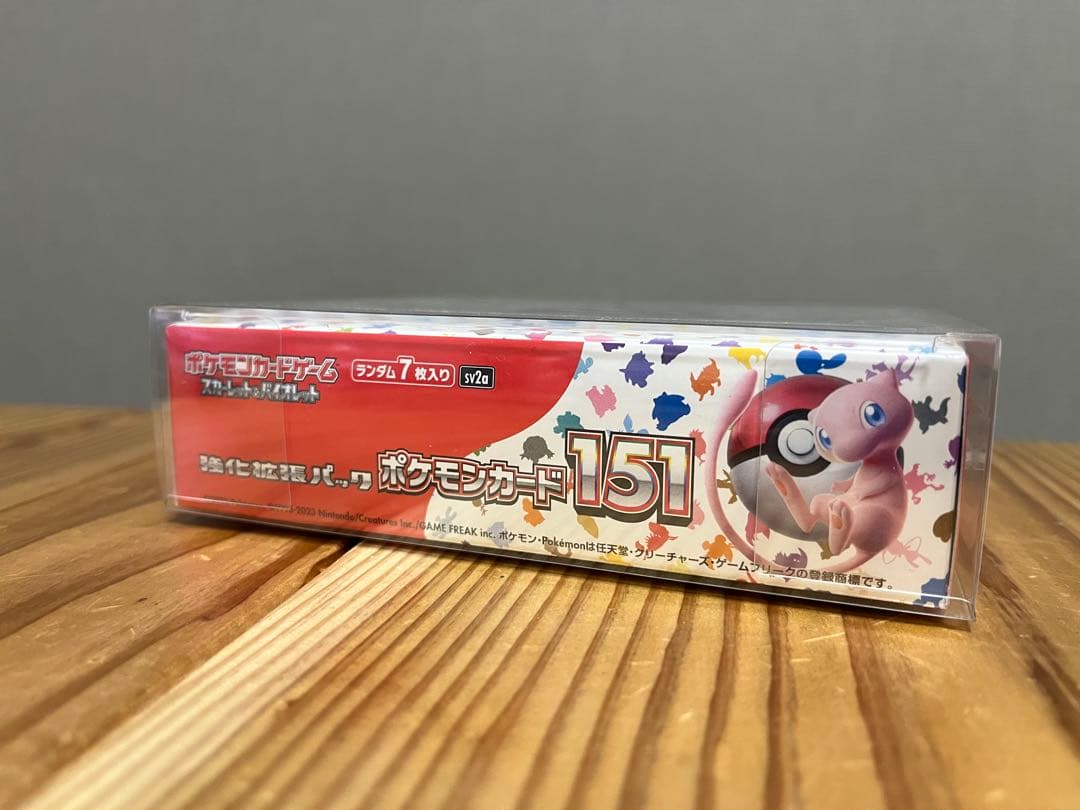 ポケモンカードゲーム
スカーレット&バイオレット
ランダム7枚入り
sv2a
強化拡張パック ポケモンカード151
-2023 Nintendo/Creatures Inc./GAME FREAK inc. ポケモン・Pokémonは任天堂・クリーチャーズ・ゲームフリークの登録商標です。